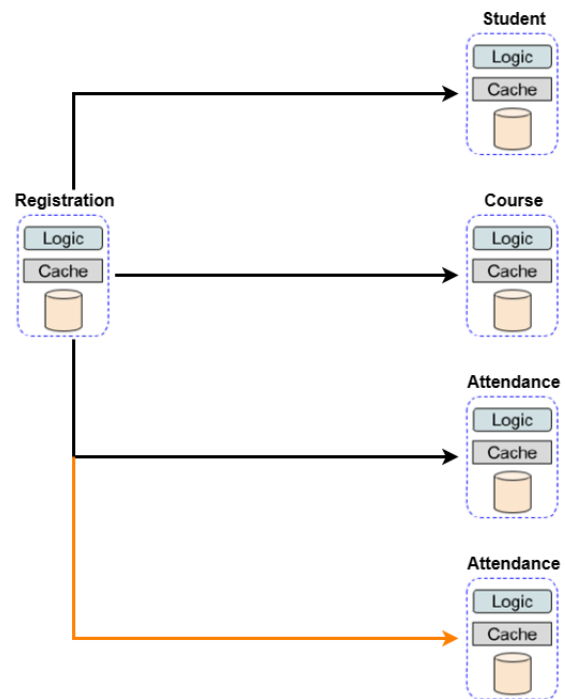 Student
Logic
Cache
Registration
Logic
Cache
Course
Logic
Cache
Attendance
Logic
Cache
Attendance
Logic
Cache